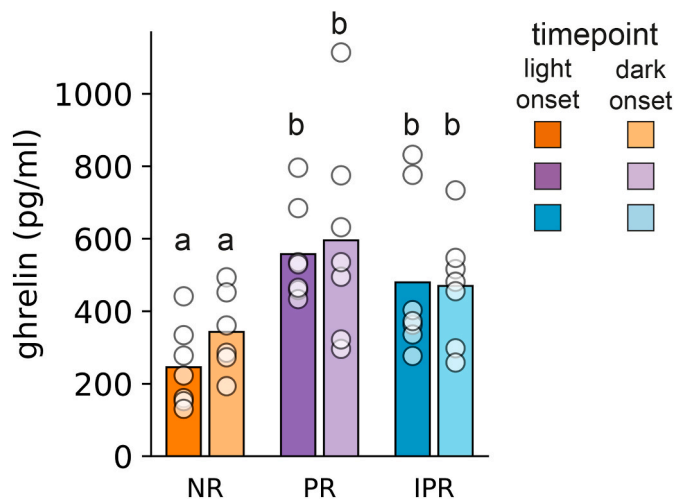 timepoint
light dark
onset onset
ghrelin (pg/ml)
1000
800
600
400
200
0
a a b b b b
NR PR IPR